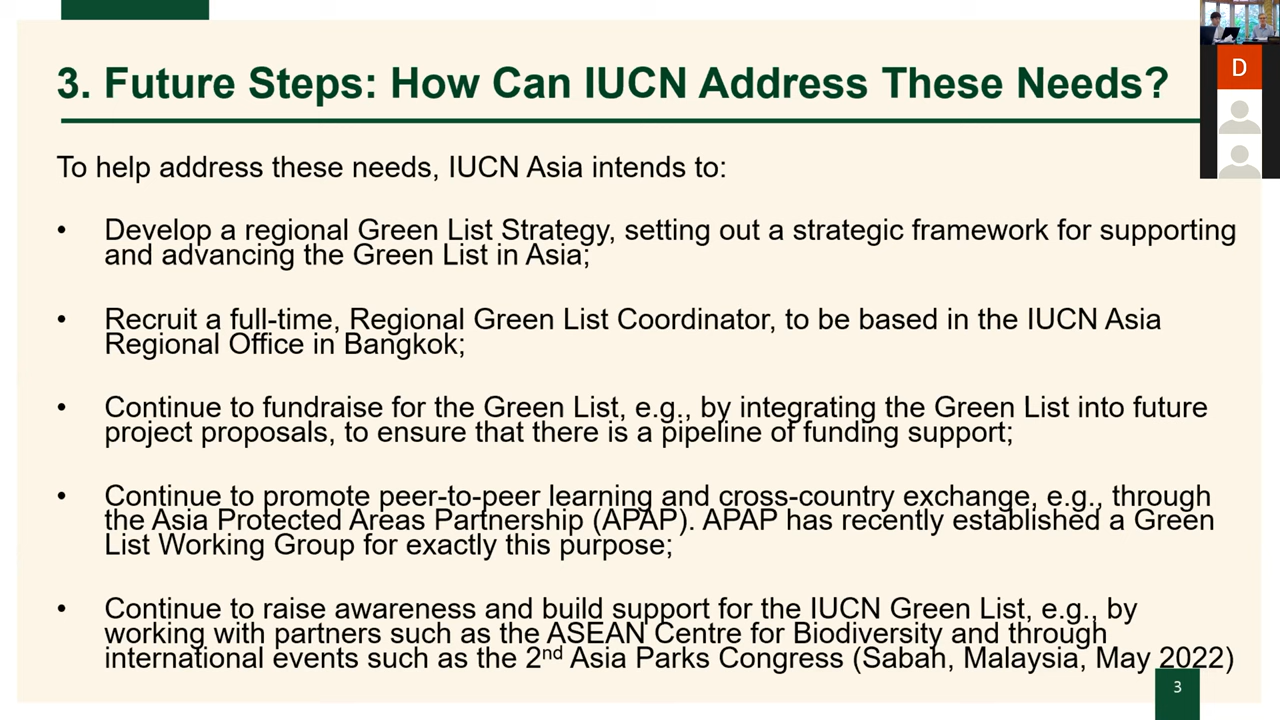 3. Future Steps: How Can IUCN Address These Needs?
D
To help address these needs, IUCN Asia intends to:
• Develop a regional Green List Strategy, setting out a strategic framework for supporting
and advancing the Green List in Asia;
• Recruit a full-time, Regional Green List Coordinator, to be based in the IUCN Asia
Regional Office in Bangkok;
• Continue to fundraise for the Green List, e.g., by integrating the Green List into future
project proposals, to ensure that there is a pipeline of funding support;
• Continue to promote peer-to-peer learning and cross-country exchange, e.g., through
the Asia Protected Areas Partnership (APAP). APAP has recently established a Green
List Working Group for exactly this purpose;
• Continue to raise awareness and build support for the IUCN Green List, e.g., by
working with partners such as the ASEAN Centre for Biodiversity and through
international events such as the 2nd Asia Parks Congress (Sabah, Malaysia, May 2022)
3